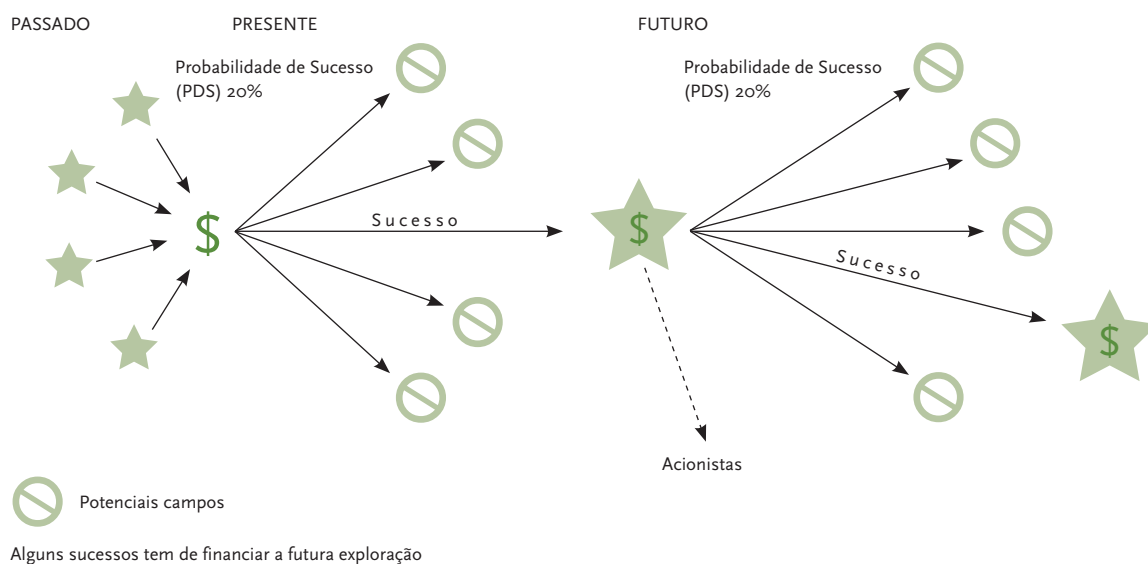 PASSADO
PRESENTE
FUTURO
Probabilidade de Sucesso
(PDS) 20%
Probabilidade de Sucesso
(PDS) 20%
$
Sucesso
$
Sucesso
$
Acionistas
Potenciais campos
Alguns sucessos tem de financiar a futura exploração